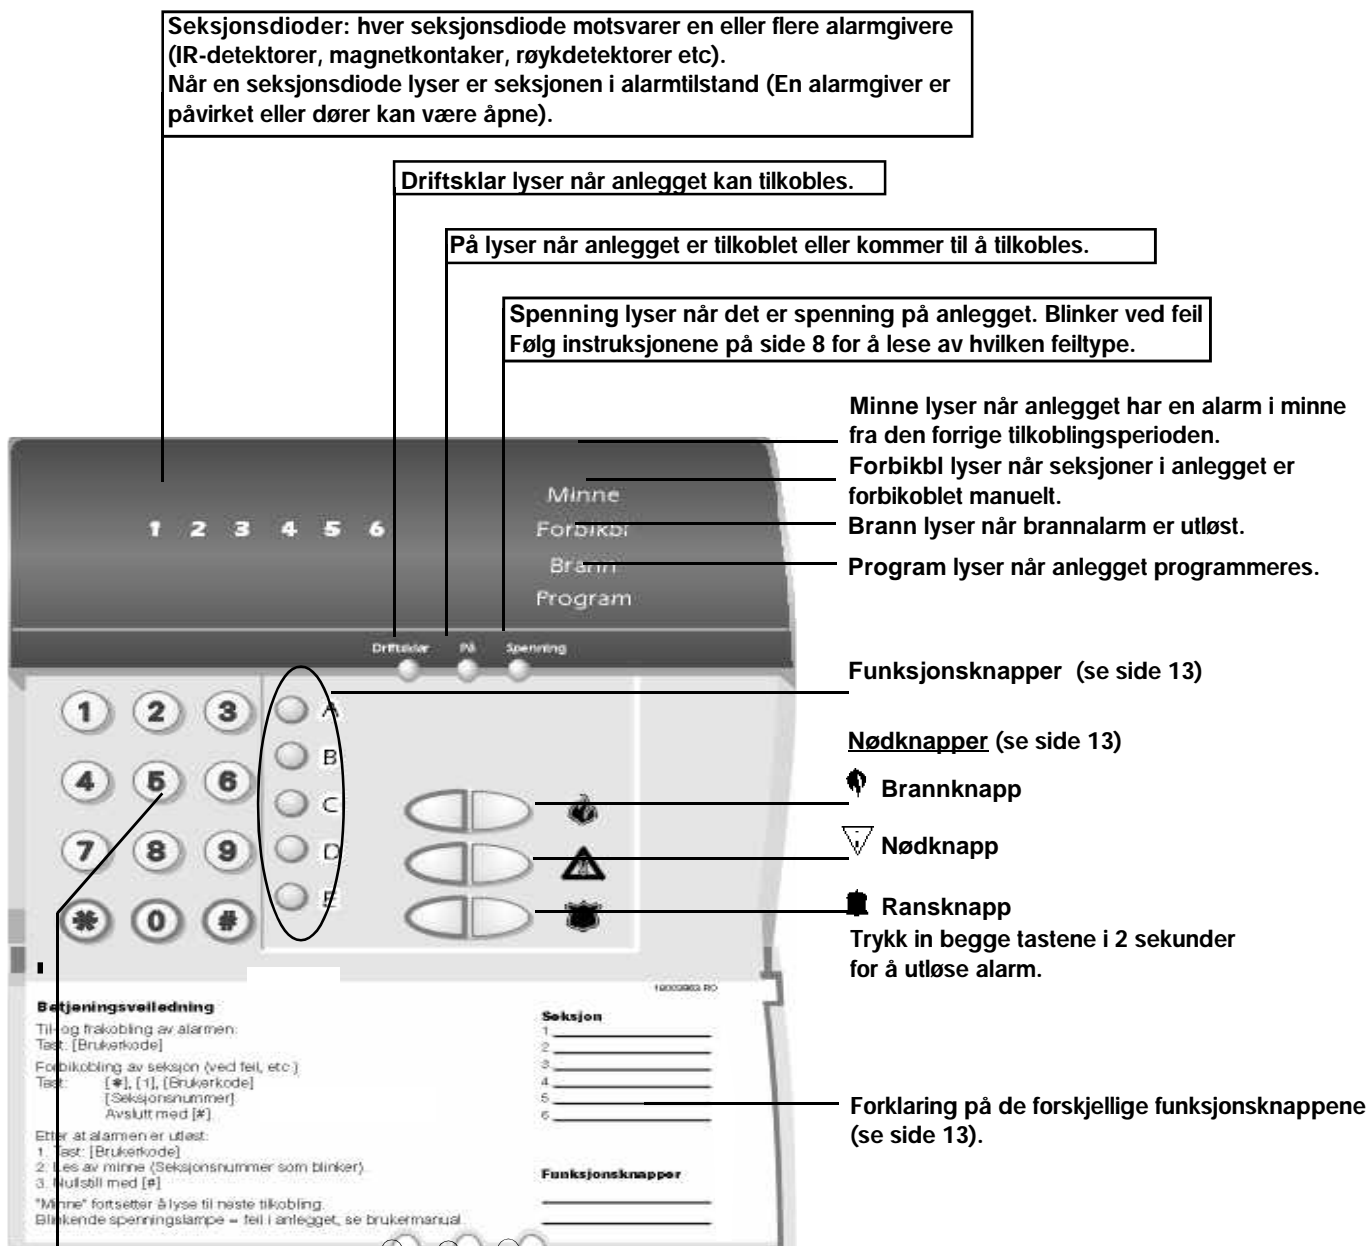 Seksjonsdioder: hver seksjonsdiode motsvarer en eller flere alarmgivere
(IR-detektorer, magnetkontaker, røykdetektorer etc).
Når en seksjonsdiode lyser er seksjonen i alarmtilstand (En alarmgiver er
påvirket eller dører kan være åpne).
Driftsklar lyser når anlegget kan tilkobles.
På lyser når anlegget er tilkoblet eller kommer til å tilkobles.
Spenning lyser når det er spenning på anlegget. Blinker ved feil
Følg instruksjonene på side 8 for å lese av hvilken feiltype.
Minne lyser når anlegget har en alarm i minne
fra den forrige tilkoblingsperioden.
Forbikbl lyser når seksjoner i anlegget er
forbikoblet manuelt.
Brann lyser når brannalarm er utløst.
Program lyser når anlegget programmeres.
Minne
1 2 3 4 5 6 Forbikbl
Brann
Program
Driftsklar På Spenning
Funksjonsknapper (se side 13)
1 2 3 A
B
4 5 6
C
7 8 9 D
E
* 0 #
Nødknapper (se side 13)
Brannknapp
Nødknapp
Ransknapp
Trykk in begge tastene i 2 sekunder
for å utløse alarm.
Betjeningsveiledning
Til- og frakobling av alarmen:
Tast: [Brukerkode]
Forbikobling av seksjon (ved feil, etc.)
Tast: [*], [1], [Brukerkode]
[Seksjonsnummer]
Avslutt med [#].
Etter at alarmen er utløst:
1. Tast: [Brukerkode]
2. Les av minne (Seksjonsnummer som blinker).
3. Nullstill med [#]
"Minne" fortsetter å lyse til neste tilkobling.
Blinkende spenningslampe = feil i anlegget, se brukermanual
Seksjon
1
2
3
4
5
6
Funksjonsknapper
Forklaring på de forskjellige funksjonsknappene
(se side 13).